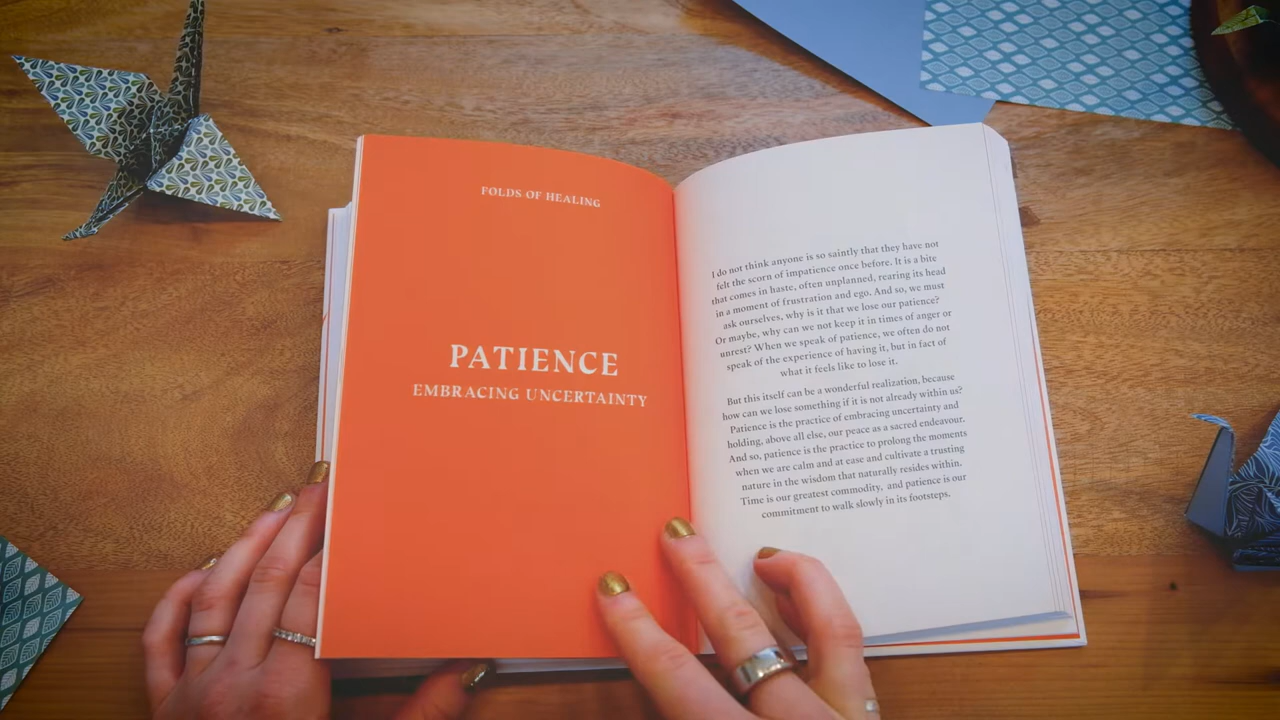 FOLDS OF HEALING
PATIENCE
EMBRACING UNCERTAINTY
I do not think anyone is so saintly that they have not
felt the scorn of impatience once before. It is a bite
that comes in haste, often unplanned, rearing its head
in a moment of frustration and ego. And so, we must
ask ourselves, why is it that we lose our patience?
Or maybe, why can we not keep it in times of anger or
unrest? When we speak of patience, we often do not
speak of the experience of having it, but in fact of
what it feels like to lose it.
But this itself can be a wonderful realization, because
how can we lose something if it is not already within us?
Patience is the practice of embracing uncertainty and
holding, above all else, our peace as a sacred endeavour.
And so, patience is the practice to prolong the moments
when we are calm and at ease and cultivate a trusting
nature in the wisdom that naturally resides within.
Time is our greatest commodity, and patience is our
commitment to walk slowly in its footsteps.